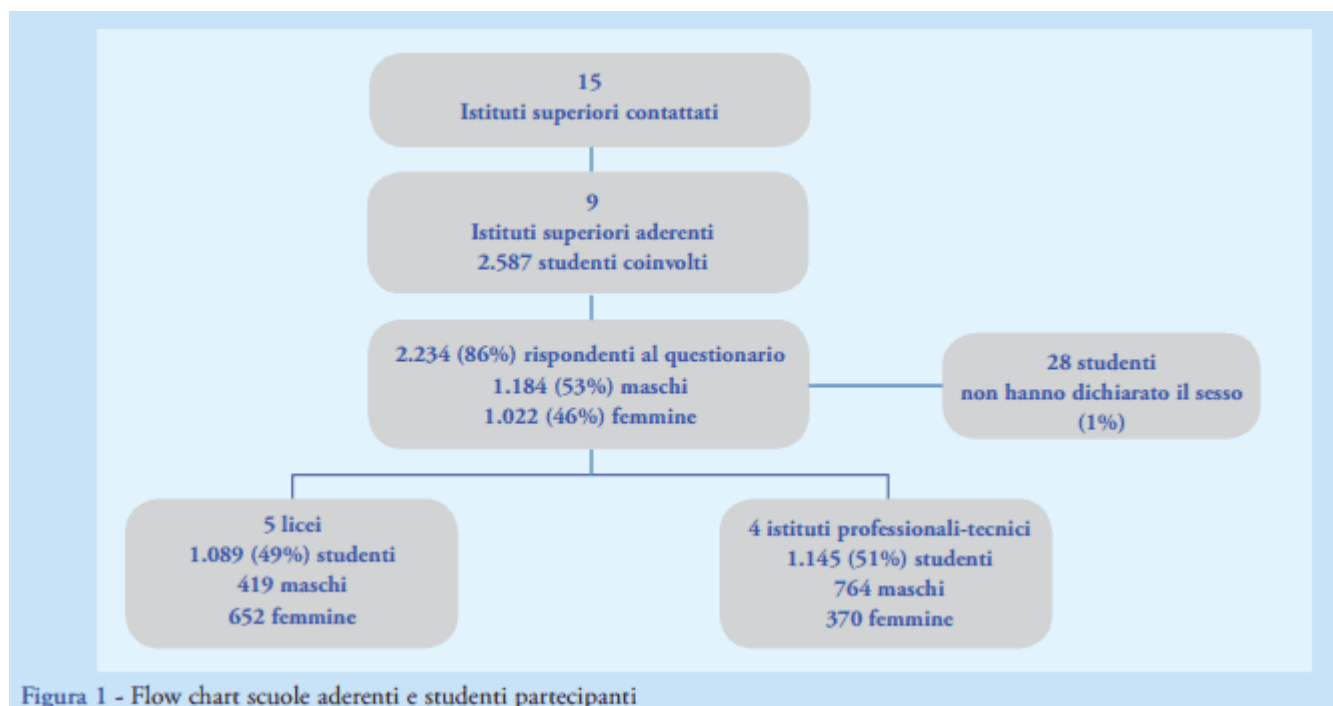 15
Istituti superiori contattati
9
Istituti superiori aderenti
2.587 studenti coinvolti
2.234 (86%) rispondenti al questionario
1.184 (53%) maschi
1.022 (46%) femmine
28 studenti
non hanno dichiarato il sesso
(1%)
5 licei
1.089 (49%) studenti
419 maschi
652 femmine
4 istituti professionali-tecnici
1.145 (51%) studenti
764 maschi
370 femmine
Figura 1 - Flow chart scuole aderenti e studenti partecipanti